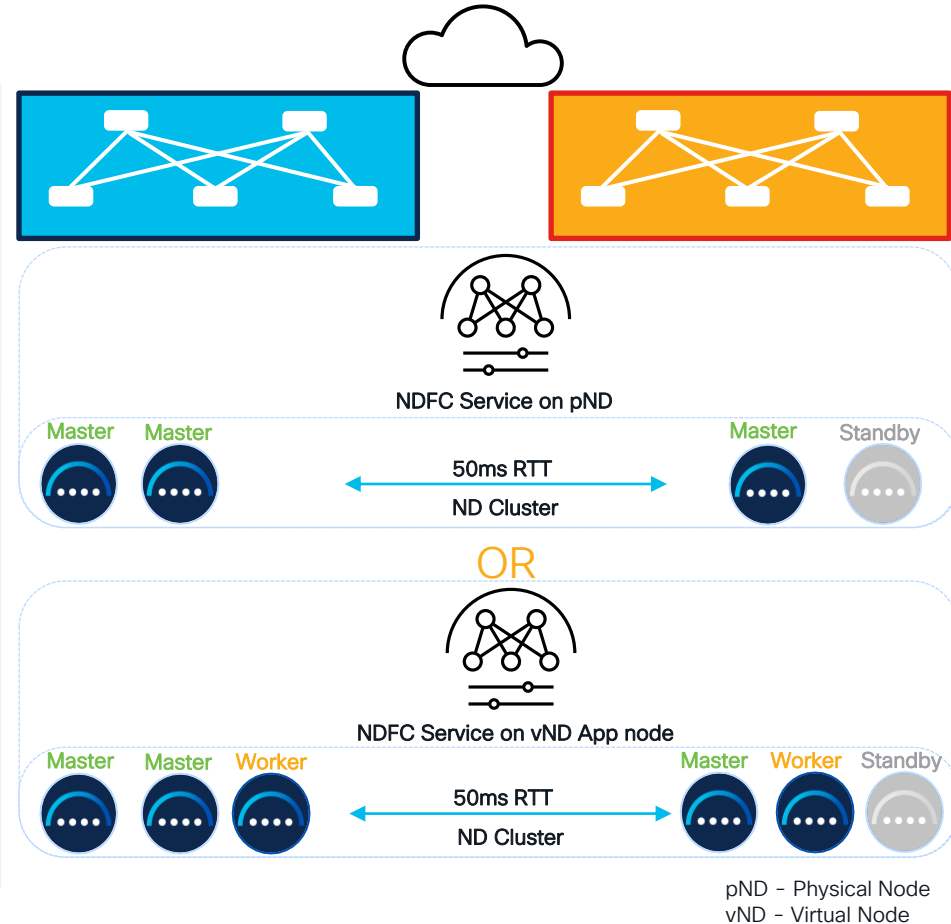 NDFC Service on pND
Master Master Master Standby
50ms RTT
ND Cluster
OR
NDFC Service on vND App node
Master Master Worker Master Worker Standby
50ms RTT
ND Cluster
pND - Physical Node
vND - Virtual Node